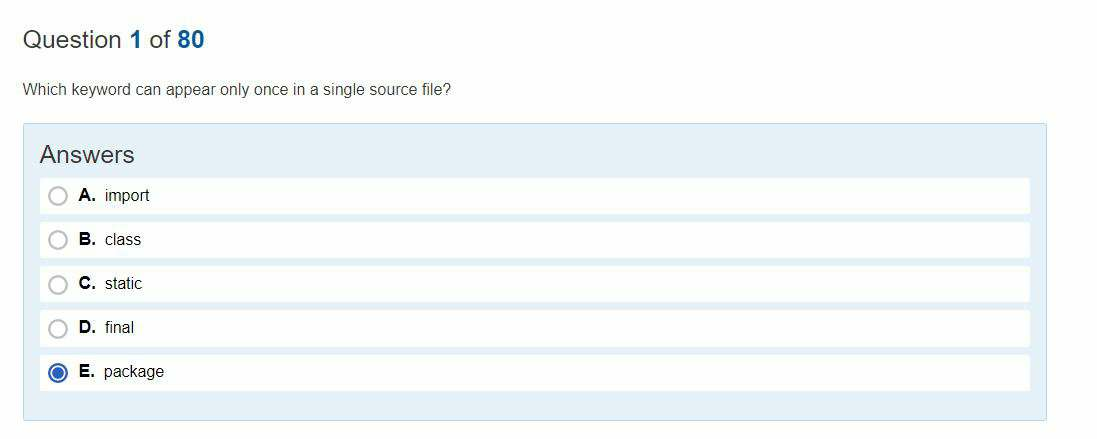 Question 1 of 80
Which keyword can appear only once in a single source file?
Answers
A. import
B. class
C. static
D. final
E. package